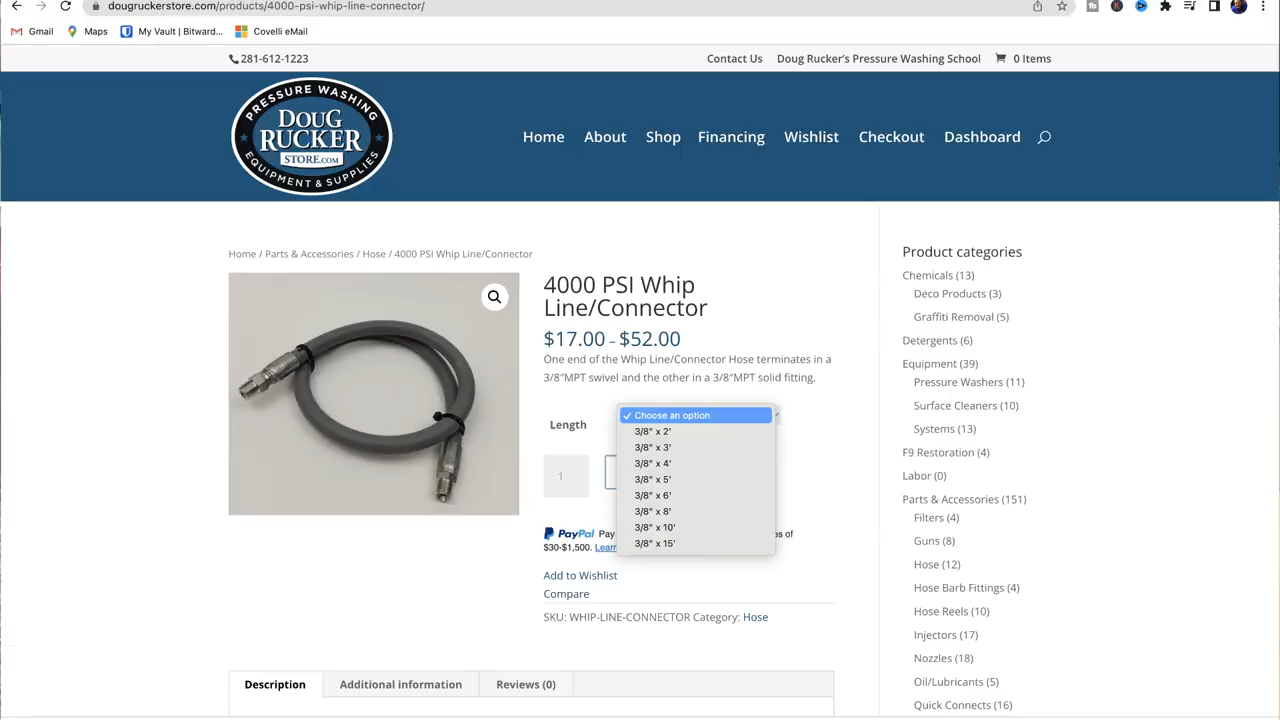 dougruckerstore.com/products/4000-psi-whip-line-connector/
Gmail
Maps
My Vault | Bitward...
Covelli eMail
281-612-1223
Contact Us
Doug Rucker's Pressure Washing School
0 Items
PRESSURE WASHING
DOUG
RUCKER
STORE.COM
EQUIPMENT & SUPPLIES
Home
About
Shop
Financing
Wishlist
Checkout
Dashboard
Home / Parts & Accessories / Hose / 4000 PSI Whip Line/Connector
4000 PSI Whip
Line/Connector
$17.00 – $52.00
One end of the Whip Line/Connector Hose terminates in a
3/8″MPT swivel and the other in a 3/8″MPT solid fitting.
Length
✓ Choose an option
3/8" x 2'
3/8" x 3'
3/8" x 4'
3/8" x 5'
3/8" x 6'
3/8" x 8'
3/8" x 10'
3/8" x 15'
1
PayPal Pay
es of
$30-$1,500. Learn
Add to Wishlist
Compare
SKU: WHIP-LINE-CONNECTOR Category: Hose
Description
Additional information
Reviews (0)
Product categories
Chemicals (13)
Deco Products (3)
Graffiti Removal (5)
Detergents (6)
Equipment (39)
Pressure Washers (11)
Surface Cleaners (10)
Systems (13)
F9 Restoration (4)
Labor (0)
Parts & Accessories (151)
Filters (4)
Guns (8)
Hose (12)
Hose Barb Fittings (4)
Hose Reels (10)
Injectors (17)
Nozzles (18)
Oil/Lubricants (5)
Quick Connects (16)